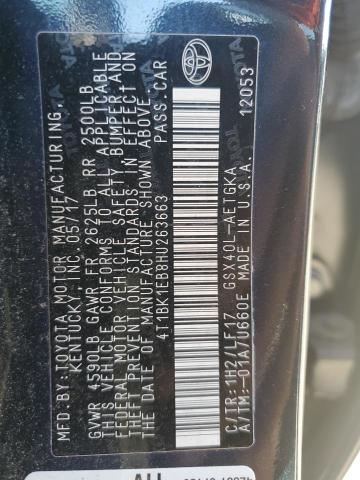 MFD.BY: TOYOTA MOTOR MANUFACTURING,
KENTUCKY, INC. 05/17
GVWR 4590LB GAWR FR 2625LB RR 2500LB
THIS VEHICLE CONFORMS TO ALL APPLICABLE
FEDERAL MOTOR VEHICLE SAFETY, BUMPER, AND
THEFT PREVENTION STANDARDS IN EFFECT ON
THE DATE OF MANUFACTURE SHOWN ABOVE.
4T1BK1EB8HU263663 PASS. CAR
C/TR: 1H2/LF17 GSX40L-AETGKA
A/TM: -01A/U660E MADE IN U.S.A.
12053
TOYOTA